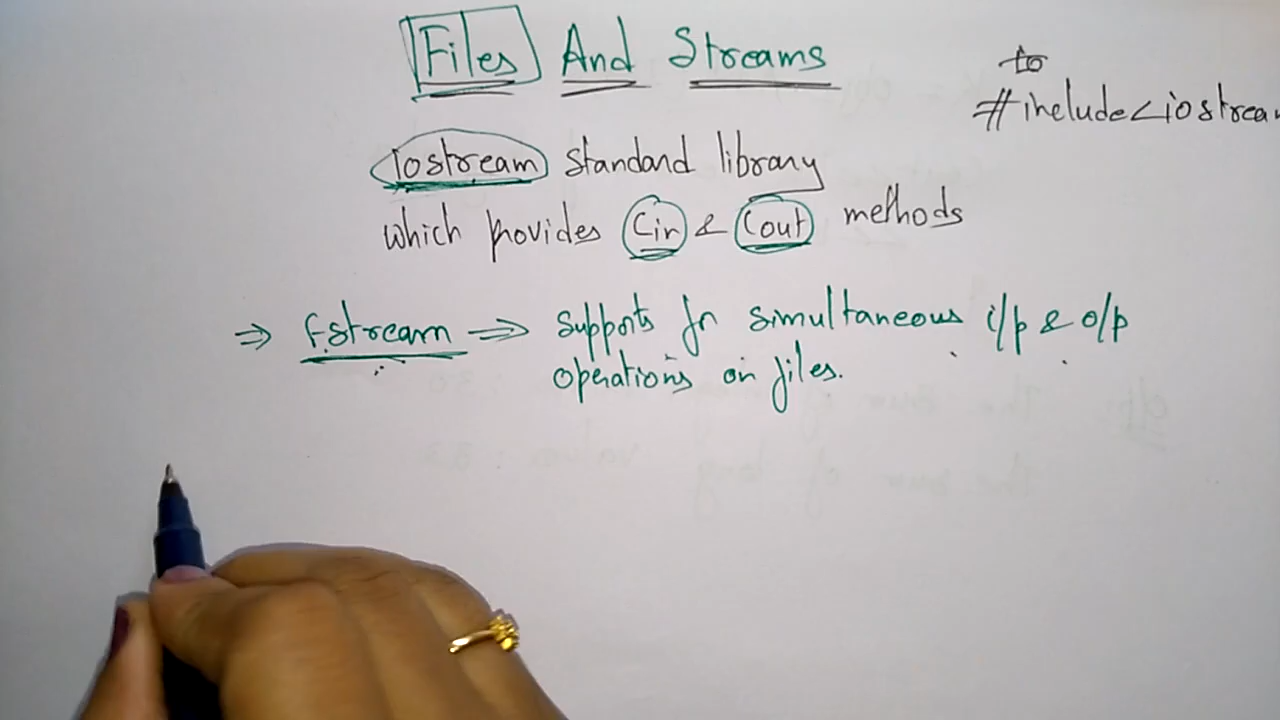 Files And Streams
to
#include<iostream
Iostream standard library
which provides Cin & Cout methods
⇒ fstream ⇒ supports for simultaneous i/p & o/p
operations on files.